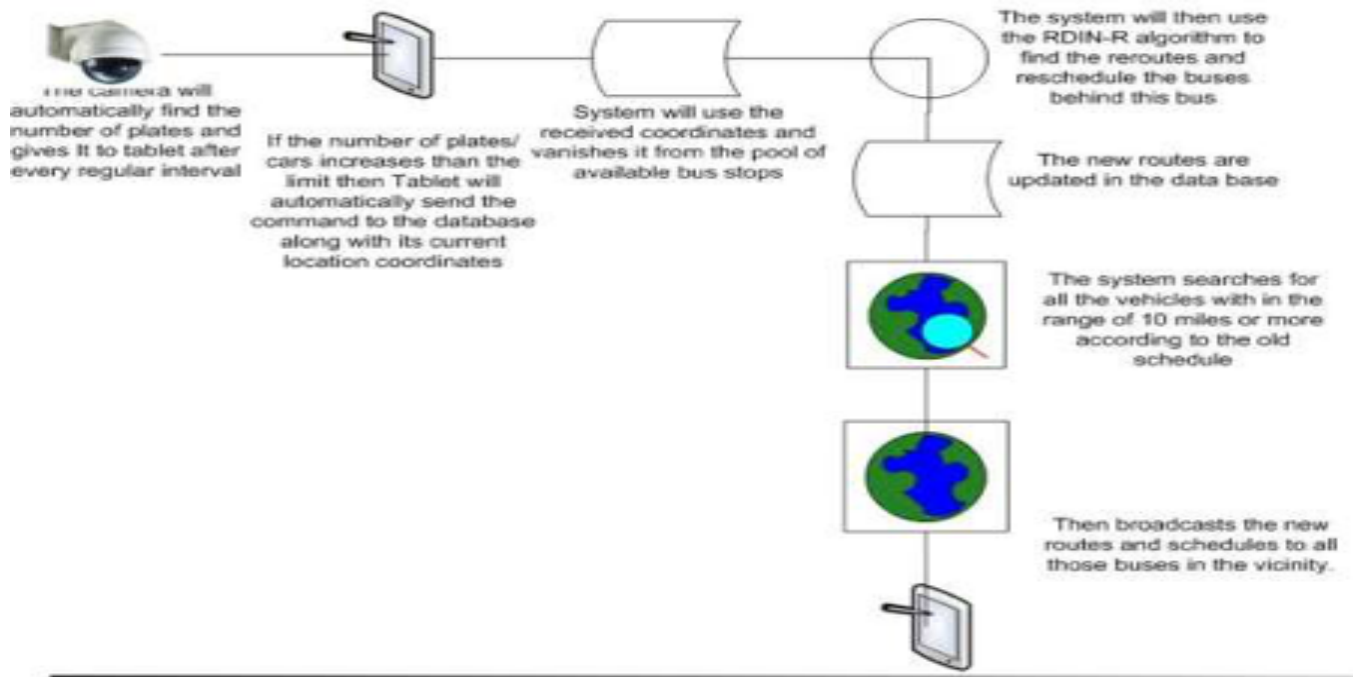 The camera will
automatically find the
number of plates and
gives It to tablet after
every regular interval
If the number of plates/
cars increases than the
limit then Tablet will
automatically send the
command to the database
along with its current
location coordinates
System will use the
received coordinates and
vanishes it from the pool of
available bus stops
The system will then use
the RDIN-R algorithm to
find the reroutes and
reschedule the buses
behind this bus
The new routes are
updated in the data base
The system searches for
all the vehicles with in the
range of 10 miles or more
according to the old
schedule
Then broadcasts the new
routes and schedules to all
those buses in the vicinity.